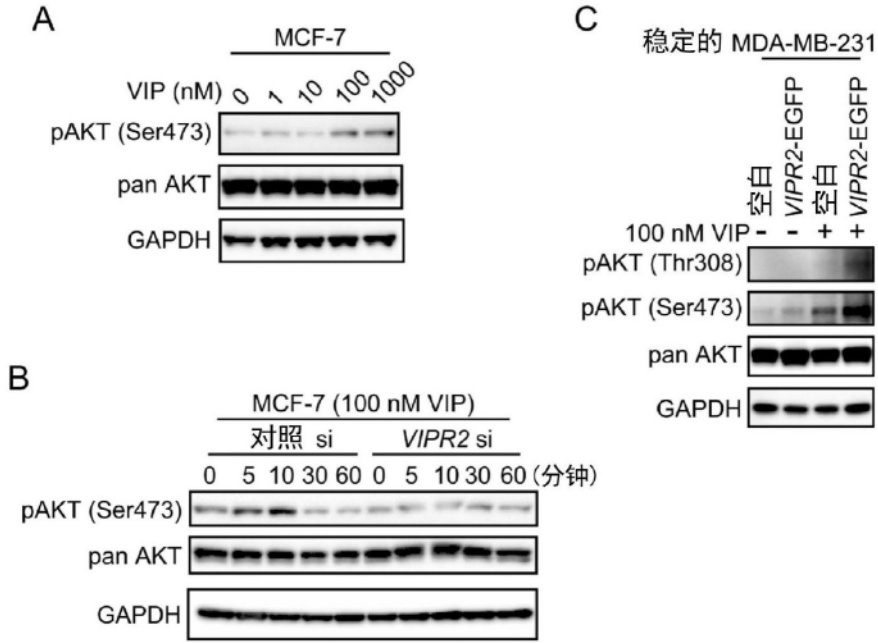 A
MCF-7
VIP (nM) 0 1 10 100 1000
pAKT (Ser473)
pan AKT
GAPDH
B
MCF-7 (100 nM VIP)
对照 si VIPR2 si
0 5 10 30 60 0 5 10 30 60 (分钟)
pAKT (Ser473)
pan AKT
GAPDH
C
稳定的 MDA-MB-231
空白 VIPR2-EGFP 空白 VIPR2-EGFP
100 nM VIP - - + +
pAKT (Thr308)
pAKT (Ser473)
pan AKT
GAPDH